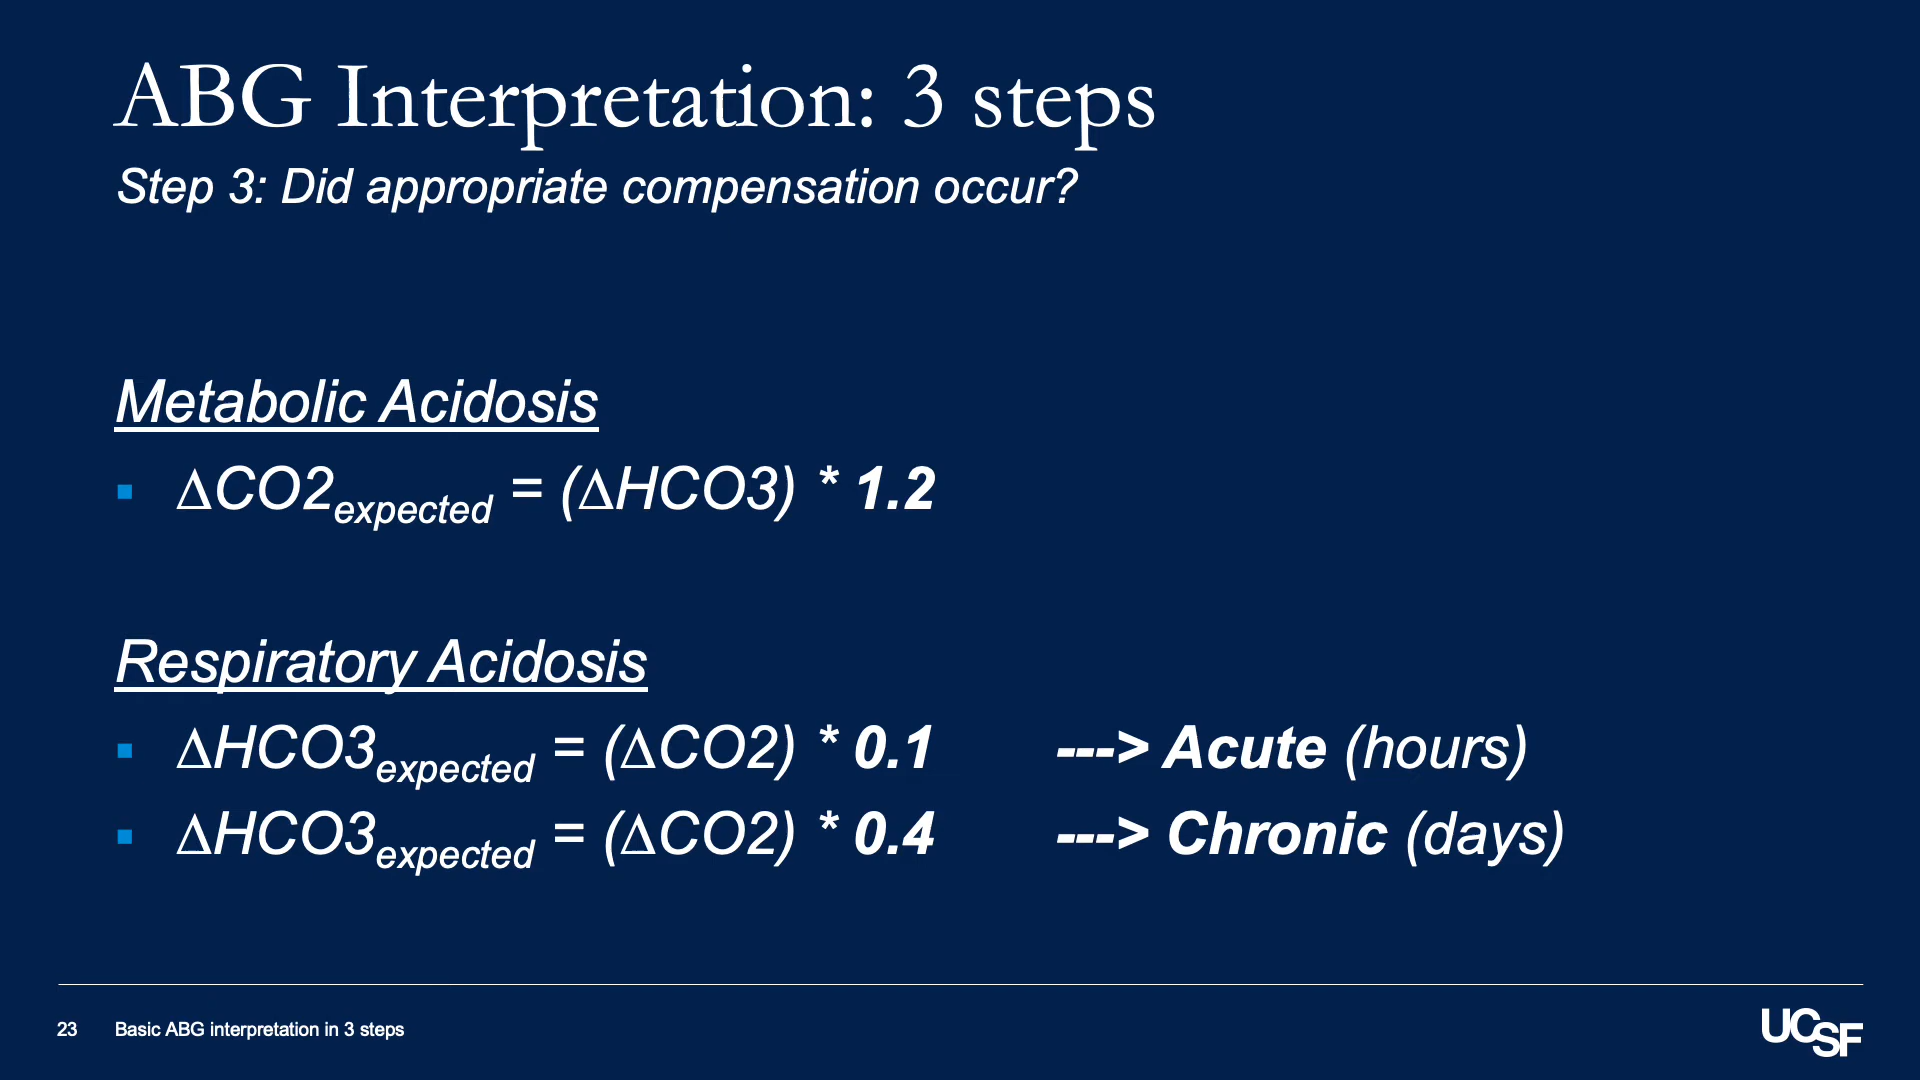 ABG Interpretation: 3 steps
Step 3: Did appropriate compensation occur?
Metabolic Acidosis
▪ ΔCO2expected = (ΔHCO3) * 1.2
Respiratory Acidosis
▪ ΔHCO3expected = (ΔCO2) * 0.1 ---> Acute (hours)
▪ ΔHCO3expected = (ΔCO2) * 0.4 ---> Chronic (days)
23 Basic ABG interpretation in 3 steps
UCSF